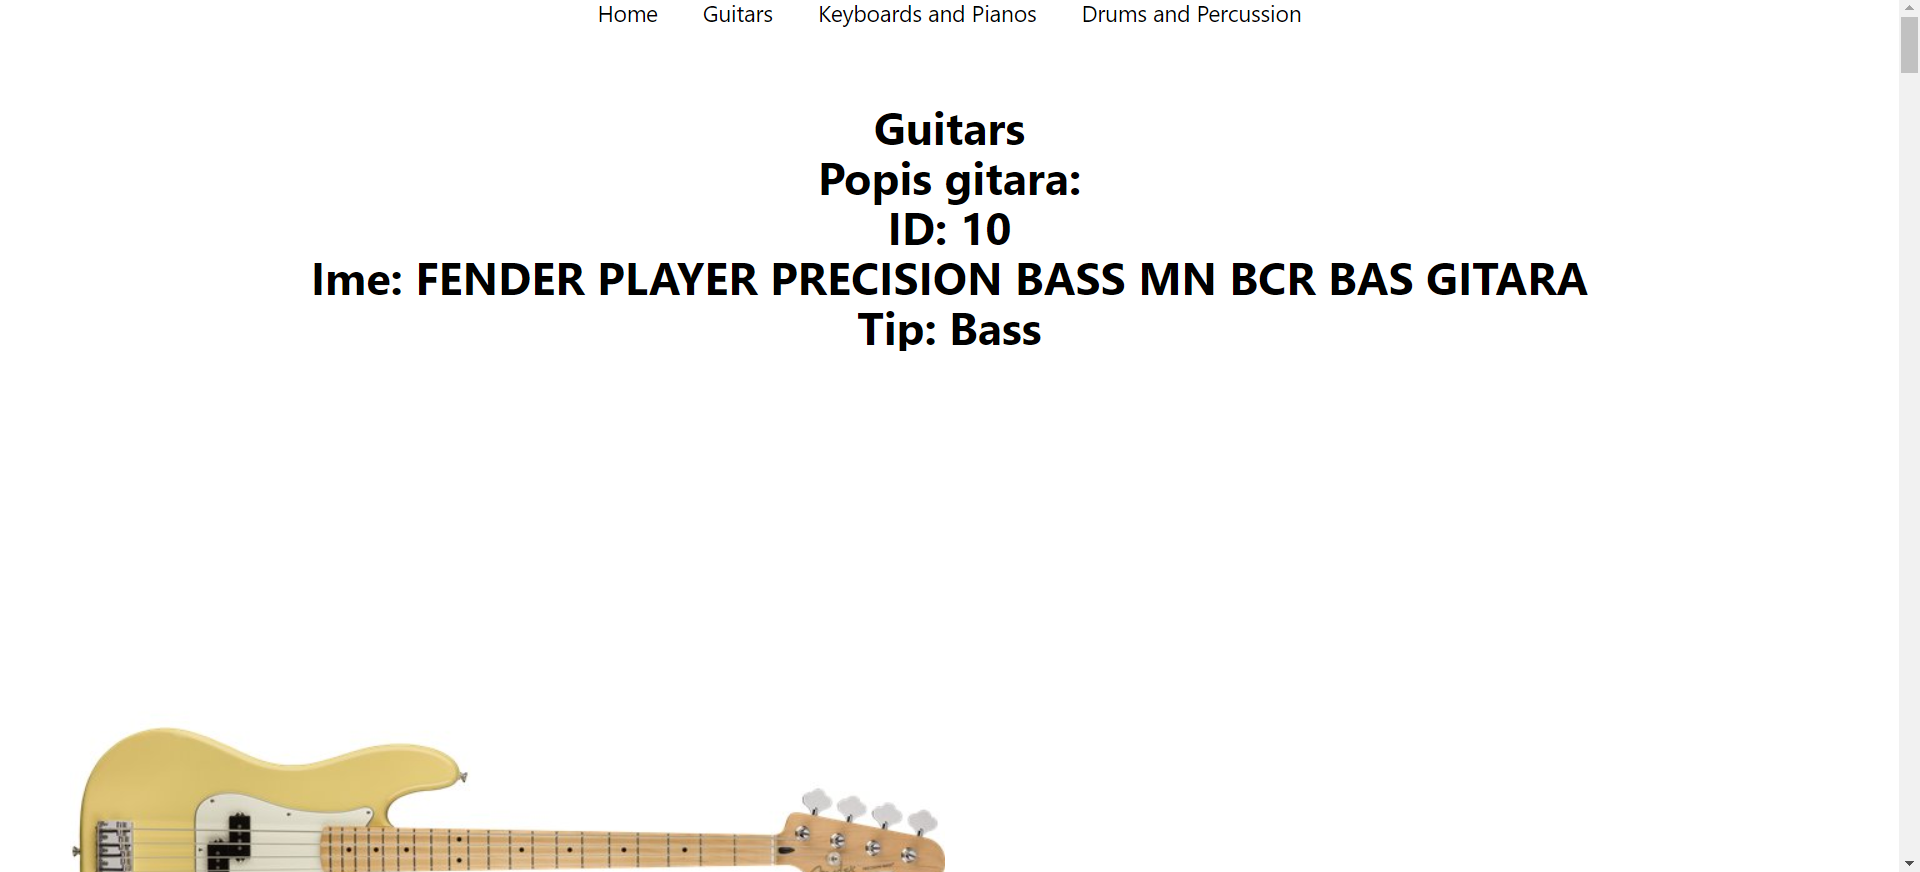 Home Guitars Keyboards and Pianos Drums and Percussion
Guitars
Popis gitara:
ID: 10
Ime: FENDER PLAYER PRECISION BASS MN BCR BAS GITARA
Tip: Bass